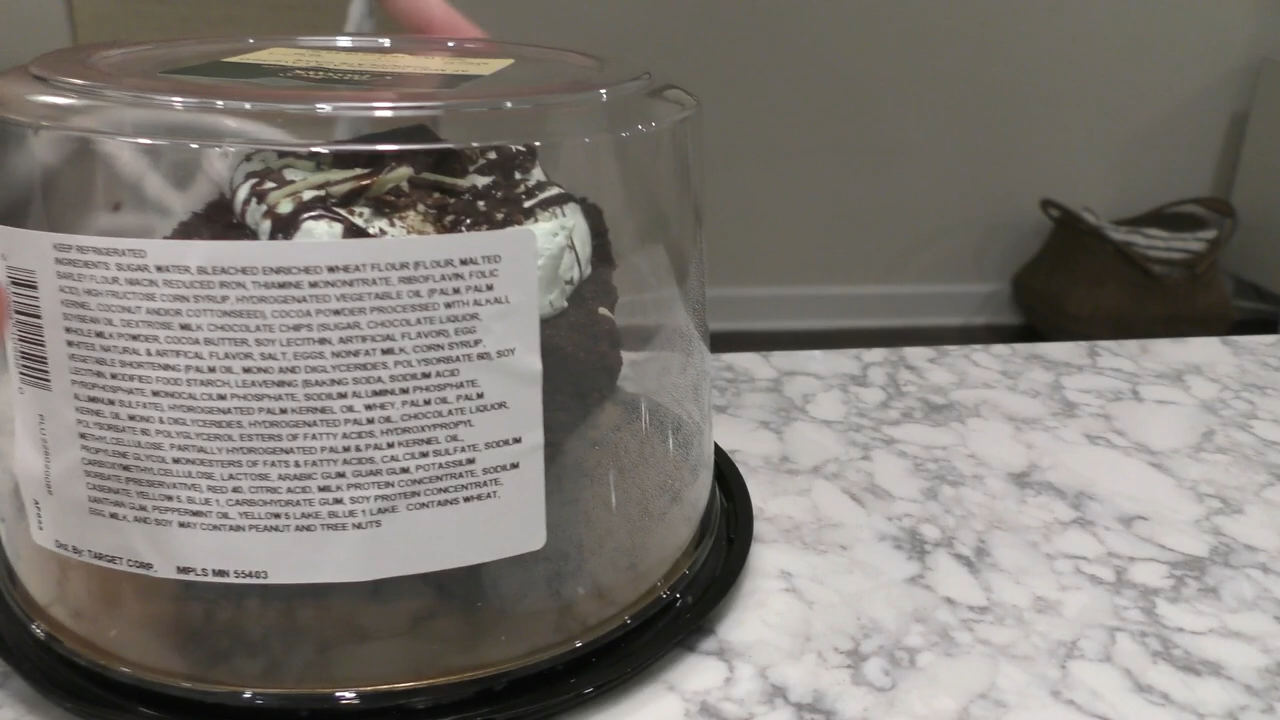 KEEP REFRIGERATED
INGREDIENTS: SUGAR, WATER, BLEACHED ENRICHED WHEAT FLOUR (FLOUR, MALTED
BARLEY FLOUR, NIACIN, REDUCED IRON, THIAMINE MONONITRATE, RIBOFLAVIN, FOLIC
ACID), HIGH FRUCTOSE CORN SYRUP, HYDROGENATED VEGETABLE OIL (PALM, PALM
KERNEL, COCONUT AND/OR COTTONSEED), COCOA POWDER PROCESSED WITH ALKALI,
SOYBEAN OIL, DEXTROSE, MILK CHOCOLATE CHIPS (SUGAR, CHOCOLATE LIQUOR,
WHOLE MILK POWDER, COCOA BUTTER, SOY LECITHIN, ARTIFICIAL FLAVOR), EGG
WHITES, NATURAL & ARTIFICIAL FLAVOR, SALT, EGGS, NONFAT MILK, CORN SYRUP,
VEGETABLE SHORTENING (PALM OIL, MONO AND DIGLYCERIDES, POLYSORBATE 60), SOY
LECITHIN, MODIFIED FOOD STARCH, LEAVENING (BAKING SODA, SODIUM ACID
PYROPHOSPHATE, MONOCALCIUM PHOSPHATE, SODIUM ALUMINUM PHOSPHATE,
ALUMINUM SULFATE), HYDROGENATED PALM KERNEL OIL, WHEY, PALM OIL, PALM
KERNEL OIL, MONO & DIGLYCERIDES, HYDROGENATED PALM OIL, CHOCOLATE LIQUOR,
POLYSORBATE 60, POLYGLYCEROL ESTERS OF FATTY ACIDS, HYDROXYPROPYL
METHYLCELLULOSE, PARTIALLY HYDROGENATED PALM & PALM KERNEL OIL,
PROPYLENE GLYCOL MONOESTERS OF FATS & FATTY ACIDS, CALCIUM SULFATE, SODIUM
CARBOXYMETHYLCELLULOSE, LACTOSE, ARABIC GUM, GUAR GUM, POTASSIUM
SORBATE (PRESERVATIVE), RED 40, CITRIC ACID, MILK PROTEIN CONCENTRATE, SODIUM
CASEINATE, YELLOW 5, BLUE 1, CARBOHYDRATE GUM, SOY PROTEIN CONCENTRATE,
XANTHAN GUM, PEPPERMINT OIL, YELLOW 5 LAKE, BLUE 1 LAKE. CONTAINS WHEAT,
EGG, MILK, AND SOY MAY CONTAIN PEANUT AND TREE NUTS
Dist. By: TARGET CORP. MPLS MN 55403